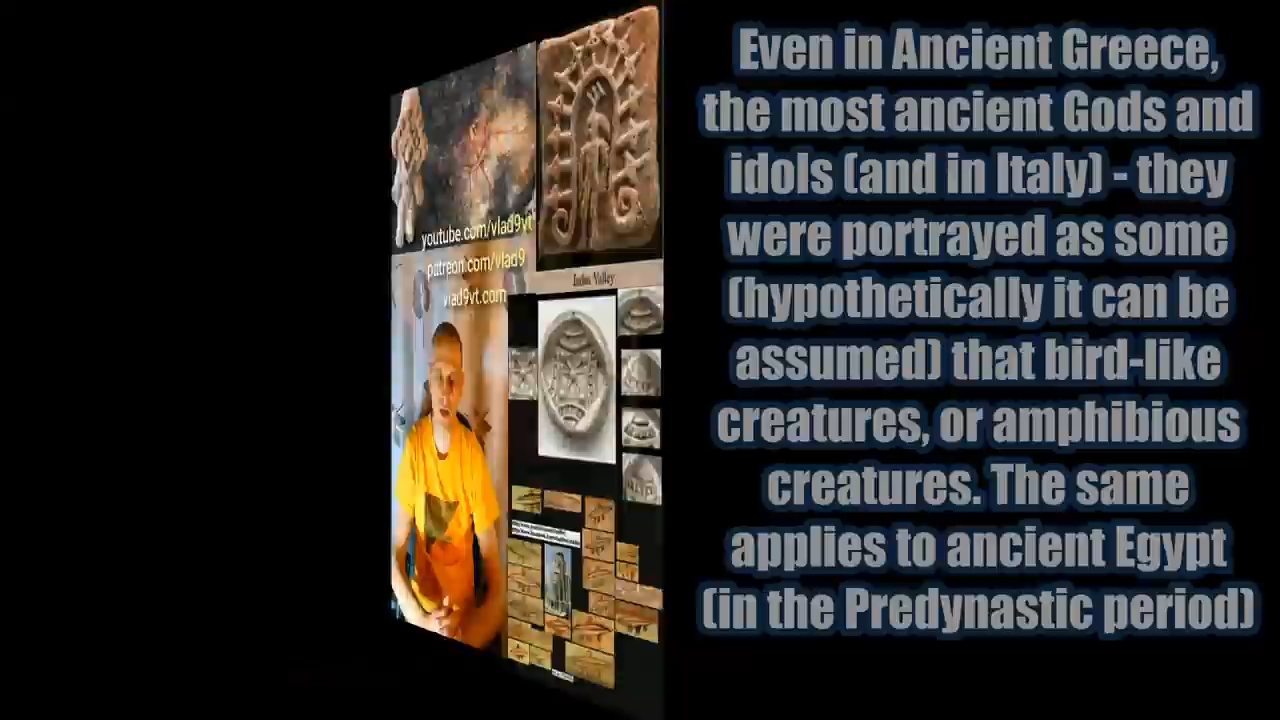 youtube.com/vlad9vt
patreon.com/vlad9
vlad9vt.com
Indus Valley
Even in Ancient Greece,
the most ancient Gods and
idols (and in Italy) - they
were portrayed as some
(hypothetically it can be
assumed) that bird-like
creatures, or amphibious
creatures. The same
applies to ancient Egypt
(in the Predynastic period)